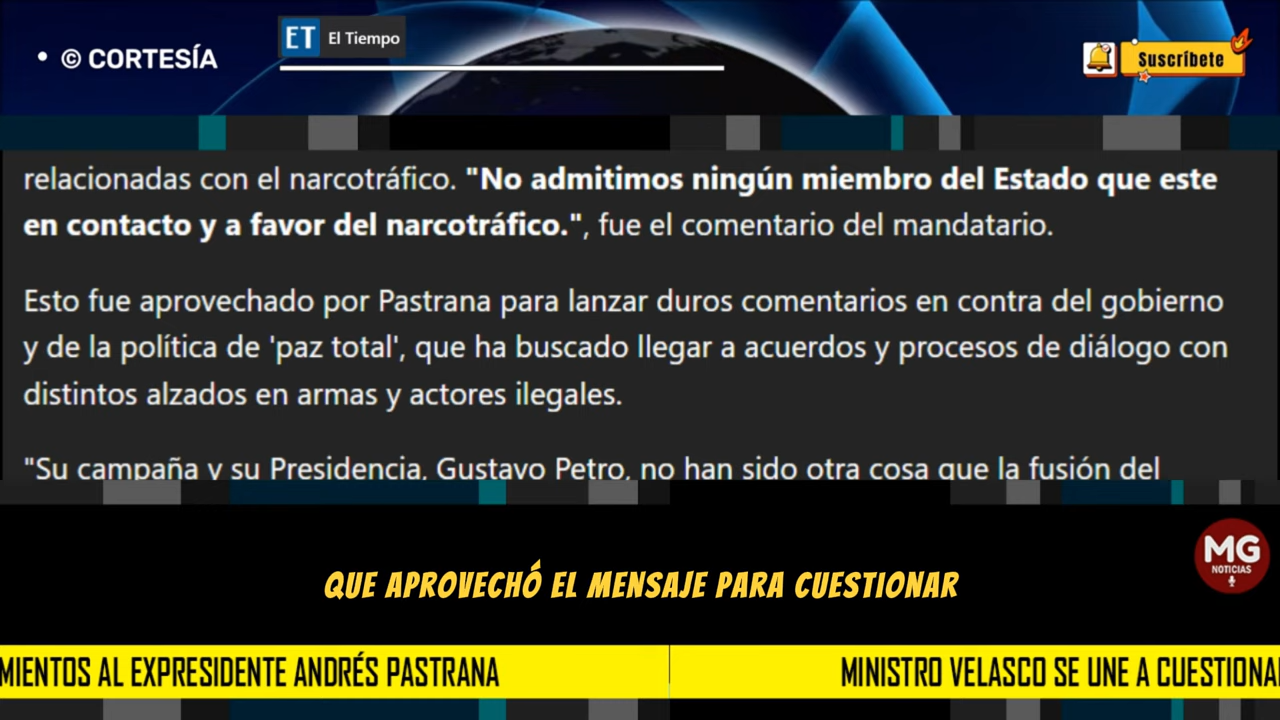 • © CORTESÍA
ET El Tiempo
Suscríbete
relacionadas con el narcotráfico. "No admitimos ningún miembro del Estado que este
en contacto y a favor del narcotráfico.", fue el comentario del mandatario.
Esto fue aprovechado por Pastrana para lanzar duros comentarios en contra del gobierno
y de la política de 'paz total', que ha buscado llegar a acuerdos y procesos de diálogo con
distintos alzados en armas y actores ilegales.
"Su campaña y su Presidencia, Gustavo Petro, no han sido otra cosa que la fusión del
MG
NOTICIAS
QUE APROVECHÓ EL MENSAJE PARA CUESTIONAR
MIENTOS AL EXPRESIDENTE ANDRÉS PASTRANA
MINISTRO VELASCO SE UNE A CUESTIONA